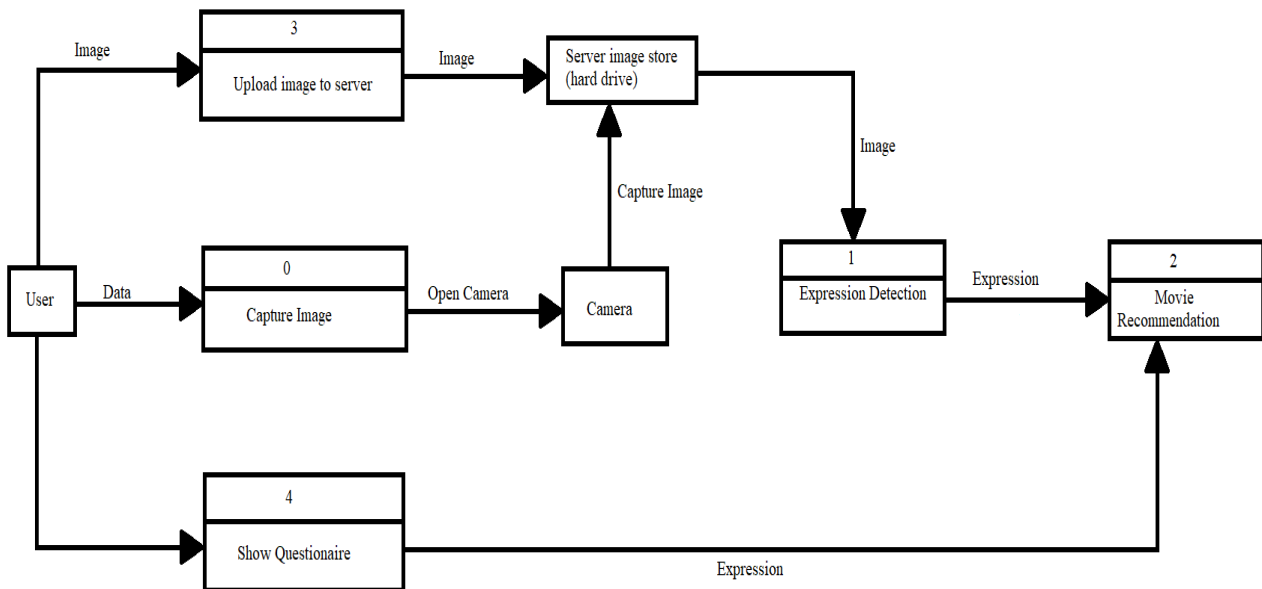 3
Image
Upload image to server
Image
Server image store
(hard drive)
Image
Capture Image
User
Data
0
Capture Image
Open Camera
Camera
1
Expression Detection
Expression
2
Movie
Recommendation
4
Show Questionaire
Expression